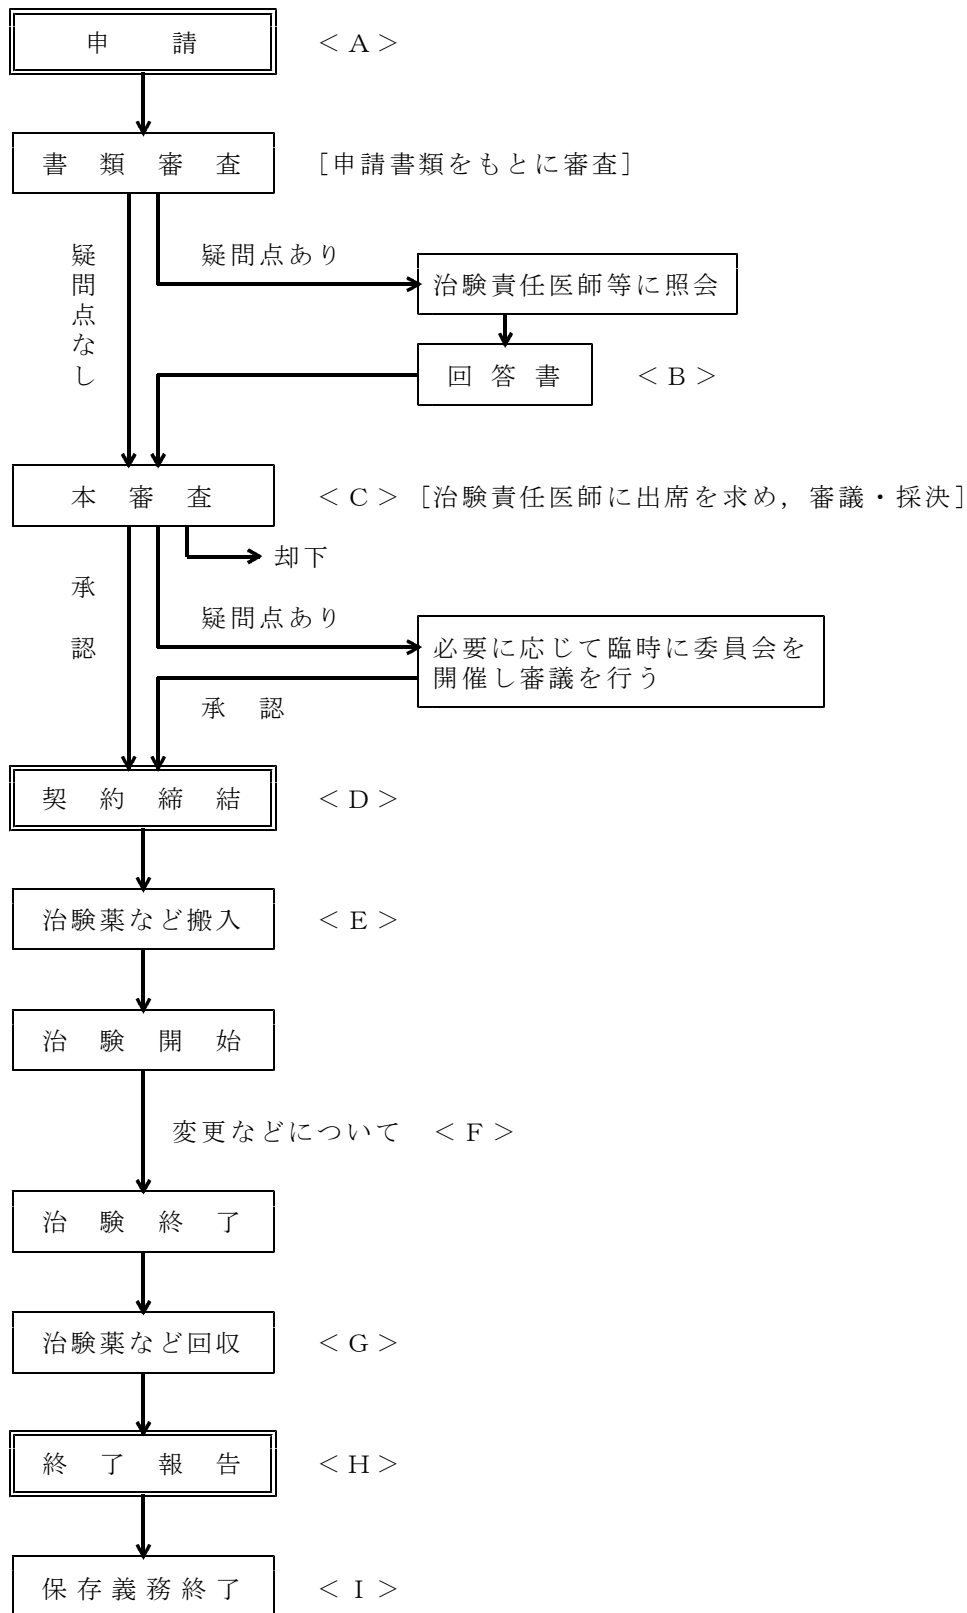 申請 ＜A＞
書類審査 ［申請書類をもとに審査］
疑問点なし
疑問点あり
治験責任医師等に照会
回答書 ＜B＞
本審査 ＜C＞［治験責任医師に出席を求め，審議・採決］
却下
承認
疑問点あり
必要に応じて臨時に委員会を
開催し審議を行う
承認
契約締結 ＜D＞
治験薬など搬入 ＜E＞
治験開始
変更などについて ＜F＞
治験終了
治験薬など回収 ＜G＞
終了報告 ＜H＞
保存義務終了 ＜I＞